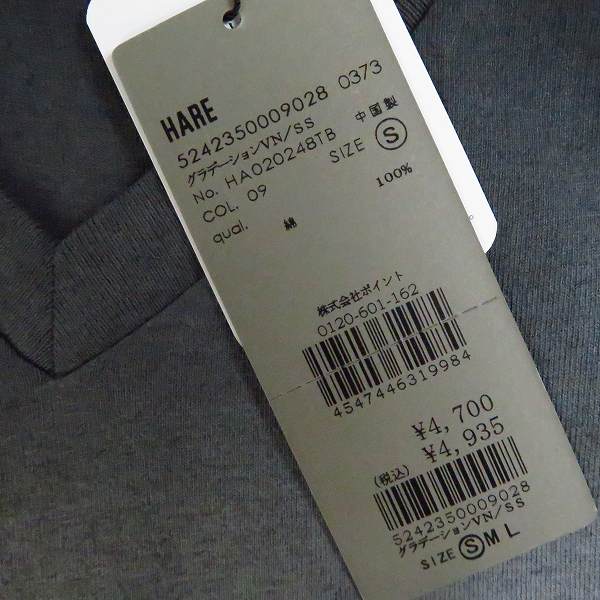 HARE
5242350009028 0373
グラデーションVN/SS
No. HA020248TB 中国製
COL. 09 SIZE S
qual. 綿 100%
株式会社ポイント
0120-601-162
4547446319984
¥4,700
(税込) ¥4,935
5242350009028
グラデーションVN/SS
SIZE S M L